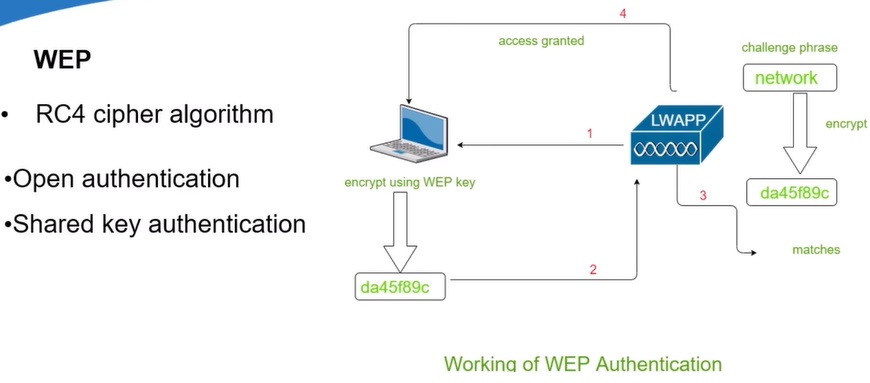 WEP
• RC4 cipher algorithm
•Open authentication
•Shared key authentication
4
access granted
challenge phrase
network
LWAPP
1
encrypt
encrypt using WEP key
da45f89c
3
matches
2
da45f89c
Working of WEP Authentication